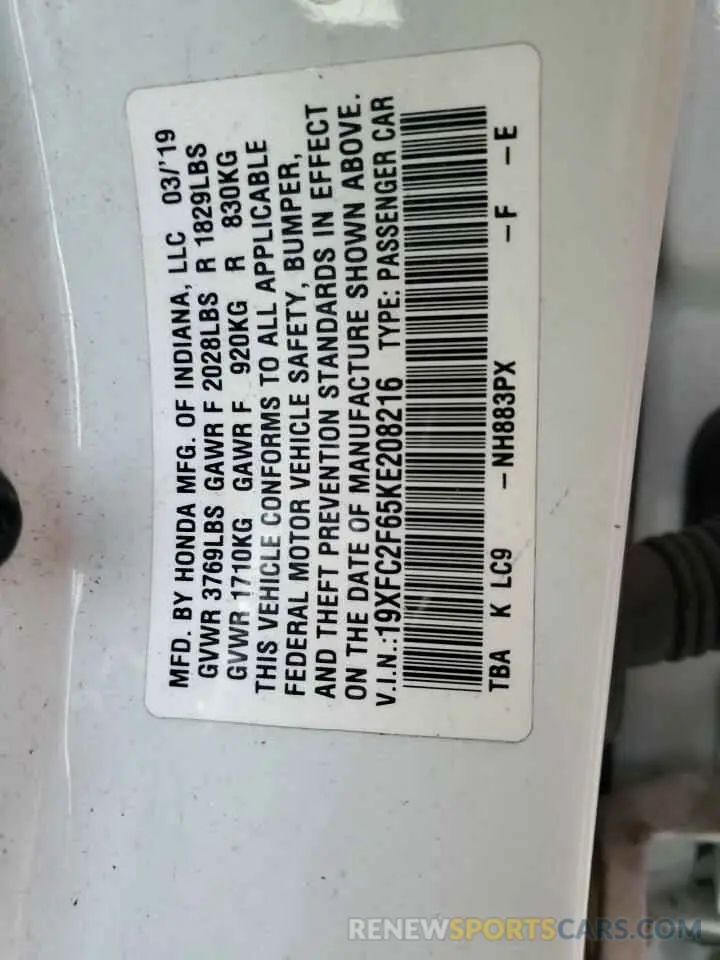 MFD. BY HONDA MFG. OF INDIANA, LLC 03/'19
GVWR 3769LBS GAWR F 2028LBS R 1829LBS
GVWR 1710KG GAWR F 920KG R 830KG
THIS VEHICLE CONFORMS TO ALL APPLICABLE
FEDERAL MOTOR VEHICLE SAFETY, BUMPER,
AND THEFT PREVENTION STANDARDS IN EFFECT
ON THE DATE OF MANUFACTURE SHOWN ABOVE.
V.I.N.:19XFC2F65KE208216 TYPE: PASSENGER CAR
TBA K LC9 -NH883PX -F -E
RENEWSPORTSCARS.COM